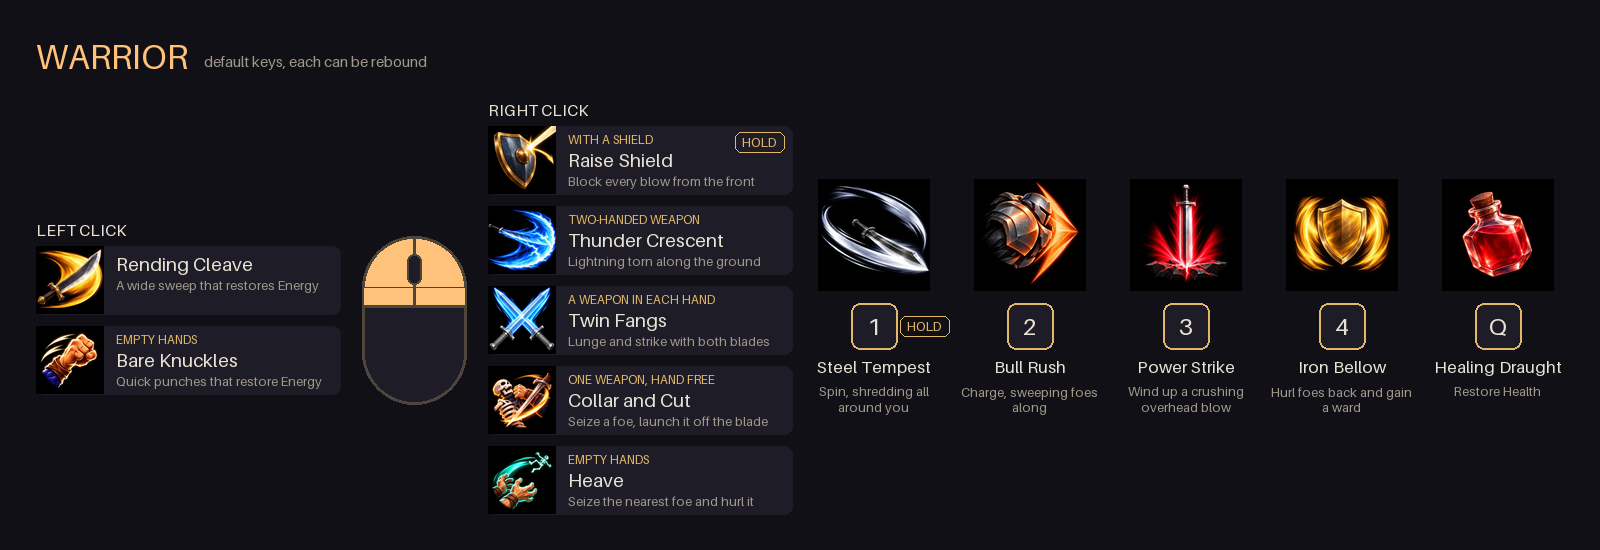 WARRIOR default keys, each can be rebound
LEFT CLICK
Rending Cleave
A wide sweep that restores Energy
EMPTY HANDS
Bare Knuckles
Quick punches that restore Energy
RIGHT CLICK
WITH A SHIELD
HOLD
Raise Shield
Block every blow from the front
TWO-HANDED WEAPON
Thunder Crescent
Lightning torn along the ground
A WEAPON IN EACH HAND
Twin Fangs
Lunge and strike with both blades
ONE WEAPON, HAND FREE
Collar and Cut
Seize a foe, launch it off the blade
EMPTY HANDS
Heave
Seize the nearest foe and hurl it
1 HOLD
Steel Tempest
Spin, shredding all
around you
2
Bull Rush
Charge, sweeping foes
along
3
Power Strike
Wind up a crushing
overhead blow
4
Iron Bellow
Hurl foes back and gain
a ward
Q
Healing Draught
Restore Health